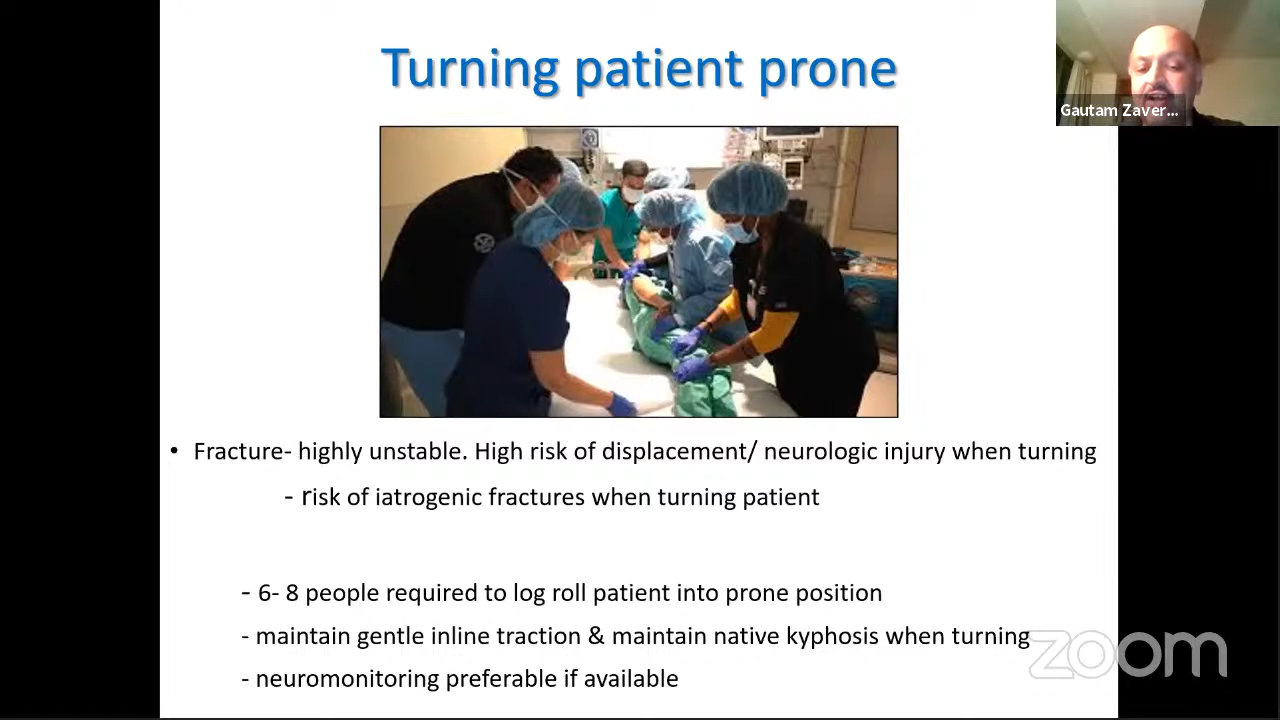 Turning patient prone
Gautam Zaver...
• Fracture- highly unstable. High risk of displacement/ neurologic injury when turning
- risk of iatrogenic fractures when turning patient
- 6- 8 people required to log roll patient into prone position
- maintain gentle inline traction & maintain native kyphosis when turning
- neuromonitoring preferable if available
zoom